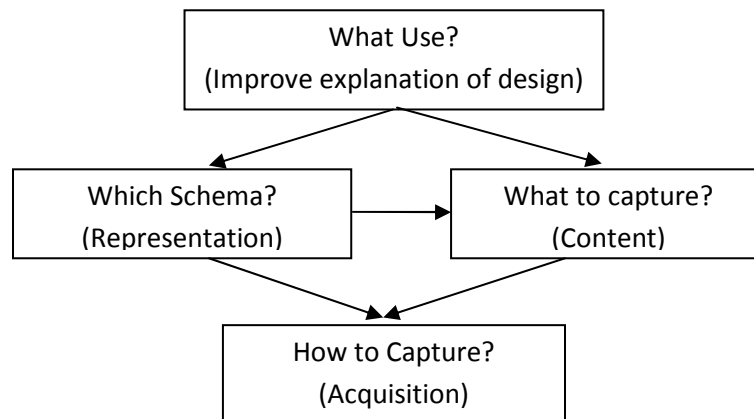 What Use?
(Improve explanation of design)
Which Schema?
(Representation)
What to capture?
(Content)
How to Capture?
(Acquisition)